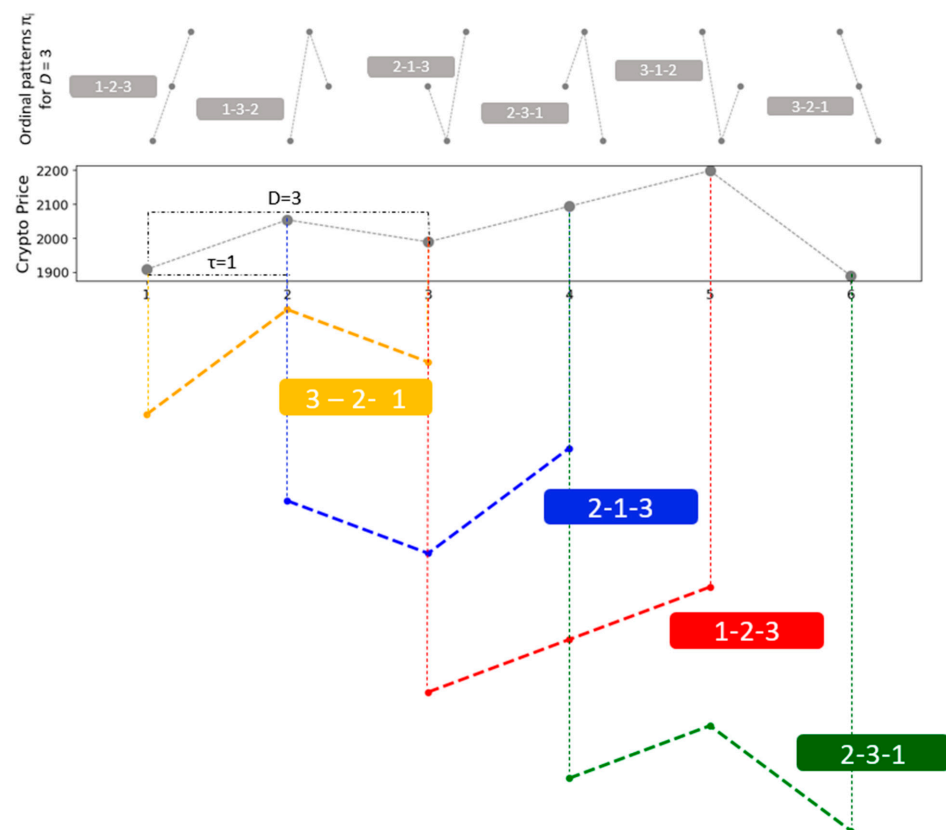 Ordinal patterns πj
for D = 3
1-2-3
1-3-2
2-1-3
2-3-1
3-1-2
3-2-1
Crypto Price
2200
2100
2000
1900
D=3
τ=1
1 2 3 4 5 6
3 – 2- 1
2-1-3
1-2-3
2-3-1